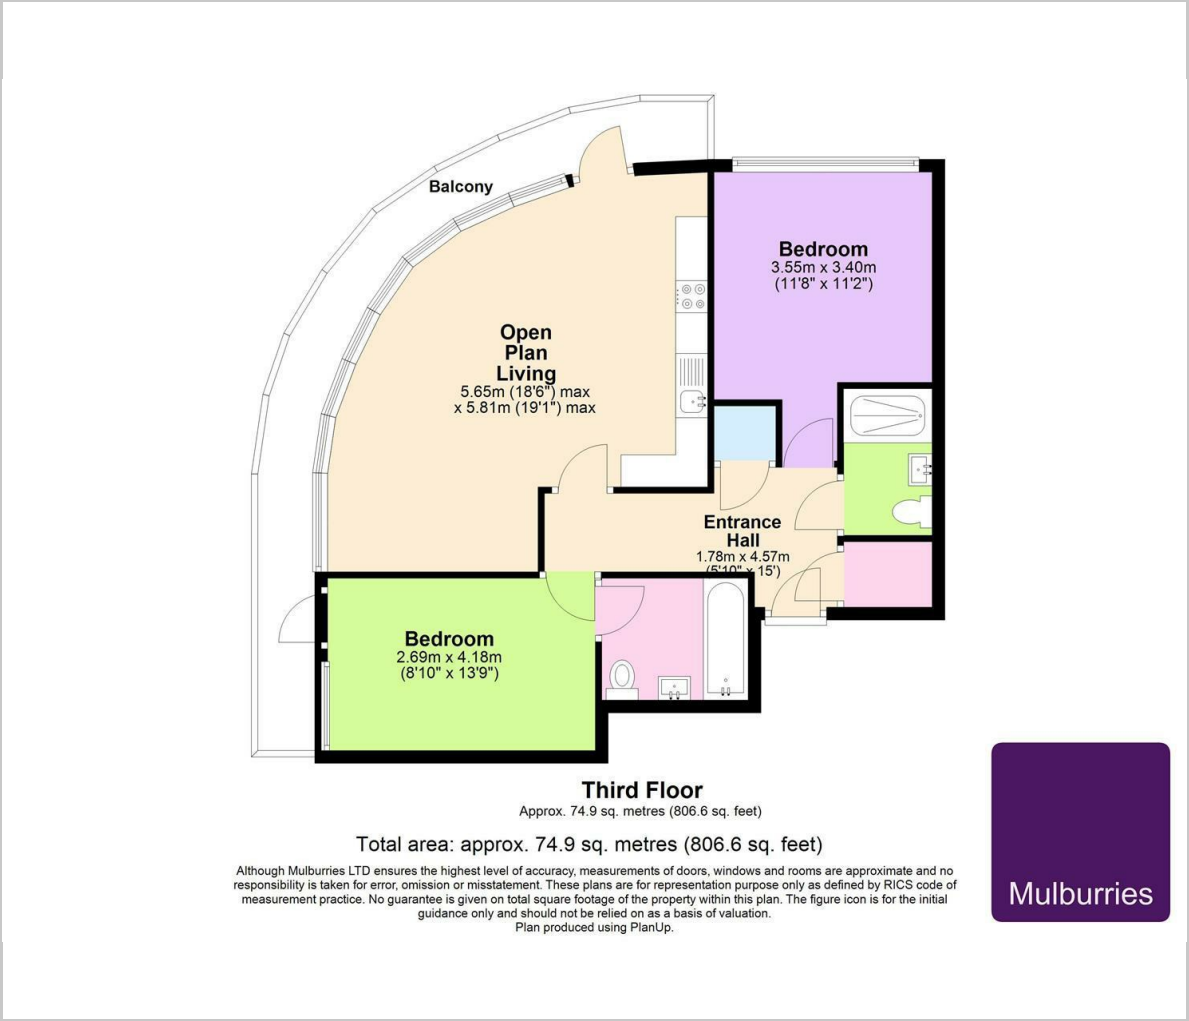 Balcony
Bedroom
3.55m x 3.40m
(11'8" x 11'2")
Open
Plan
Living
5.65m (18'6") max
x 5.81m (19'1") max
Entrance
Hall
1.78m x 4.57m
(5'10" x 15')
Bedroom
2.69m x 4.18m
(8'10" x 13'9")
Third Floor
Approx. 74.9 sq. metres (806.6 sq. feet)
Total area: approx. 74.9 sq. metres (806.6 sq. feet)
Although Mulburries LTD ensures the highest level of accuracy, measurements of doors, windows and rooms are approximate and no
responsibility is taken for error, omission or misstatement. These plans are for representation purpose only as defined by RICS code of
measurement practice. No guarantee is given on total square footage of the property within this plan. The figure icon is for the initial
guidance only and should not be relied on as a basis of valuation.
Plan produced using PlanUp.
Mulburries